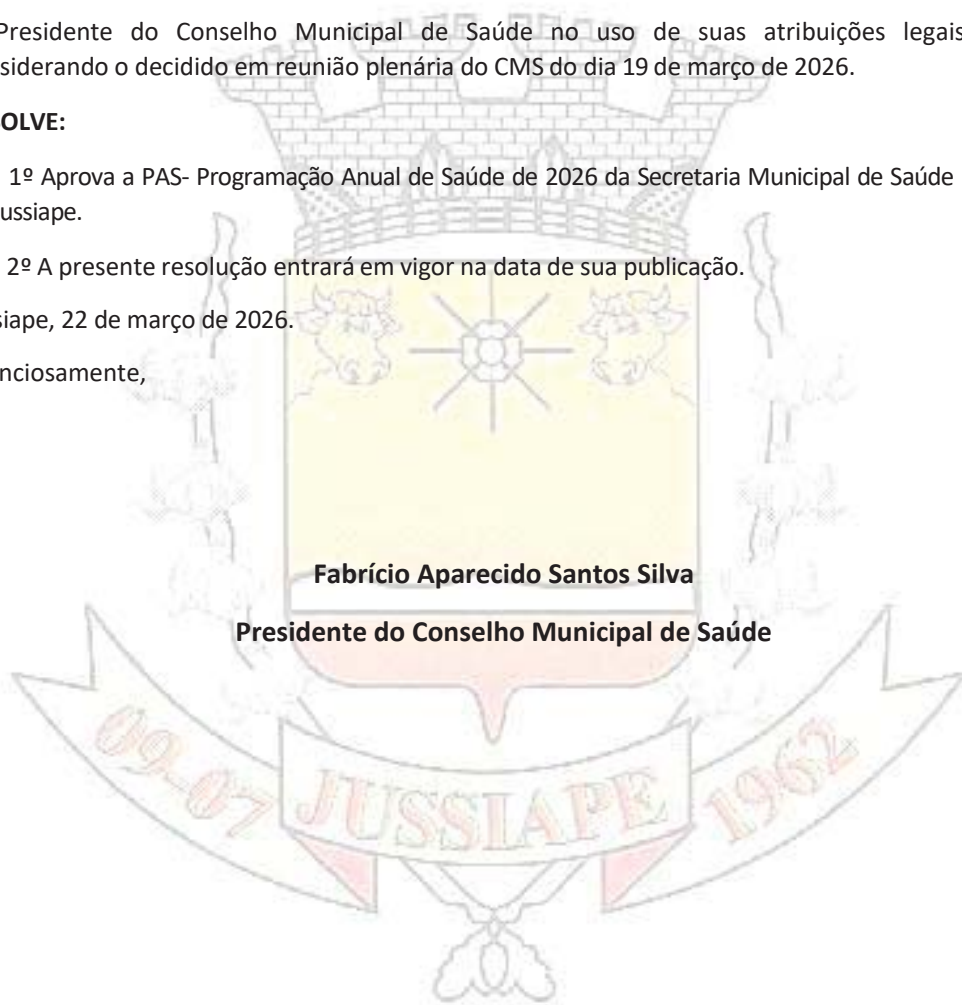 Presidente do Conselho Municipal de Saúde no uso de suas atribuições legais
siderando o decidido em reunião plenária do CMS do dia 19 de março de 2026.
OLVE:
1º Aprova a PAS- Programação Anual de Saúde de 2026 da Secretaria Municipal de Saúde
ussiape.
2º A presente resolução entrará em vigor na data de sua publicação.
siape, 22 de março de 2026.
nciosamente,
Fabrício Aparecido Santos Silva
Presidente do Conselho Municipal de Saúde
09-07 JUSSIAPE 1962